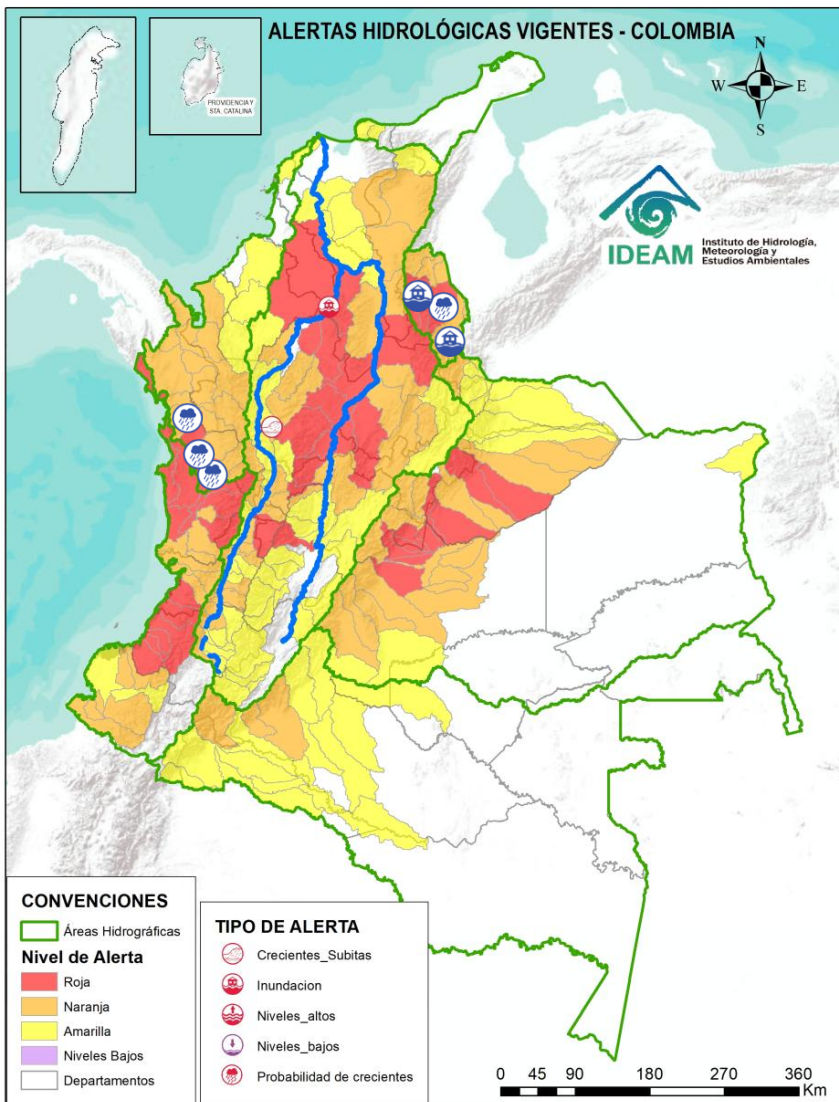 ALERTAS HIDROLÓGICAS VIGENTES - COLOMBIA
PROVIDENCIA Y
STA. CATALINA
N
W
E
S
IDEAM
Instituto de Hidrología,
Meteorología y
Estudios Ambientales
CONVENCIONES
Áreas Hidrográficas
Nivel de Alerta
Roja
Naranja
Amarilla
Niveles Bajos
Departamentos
TIPO DE ALERTA
Crecientes_Subitas
Inundacion
Niveles_altos
Niveles_bajos
Probabilidad de crecientes
0 45 90 180 270 360
Km